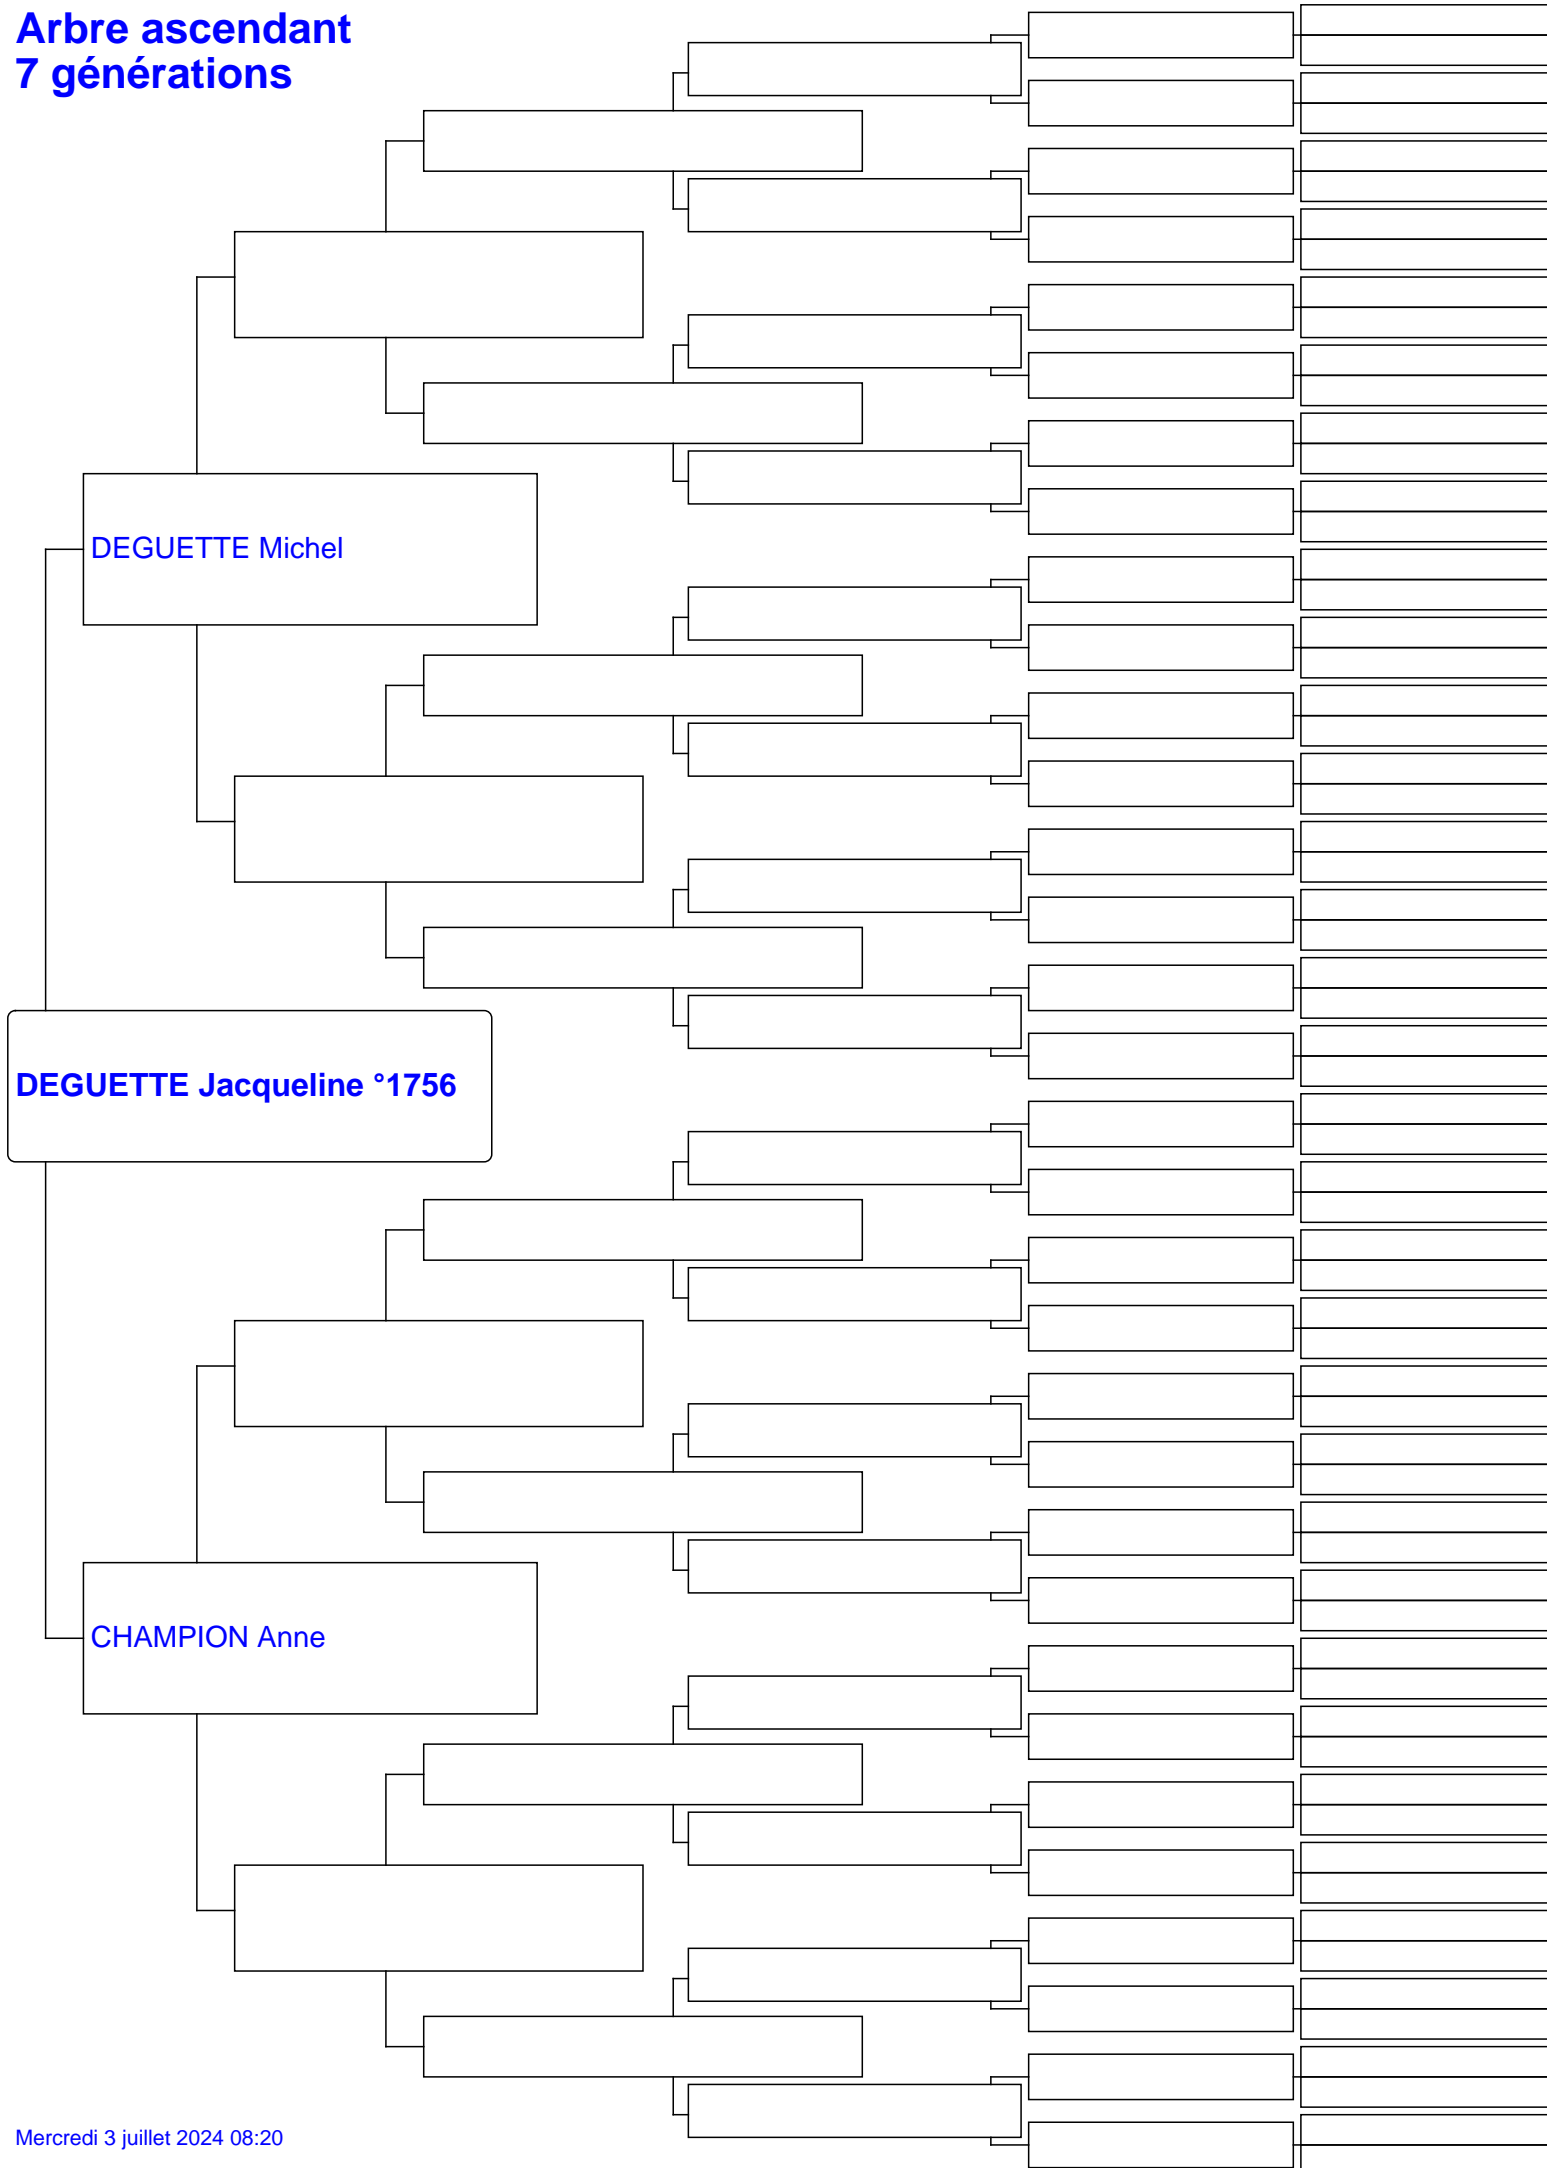 Arbre ascendant
7 générations
DEGUETTE Michel
DEGUETTE Jacqueline °1756
CHAMPION Anne
Mercredi 3 juillet 2024 08:20